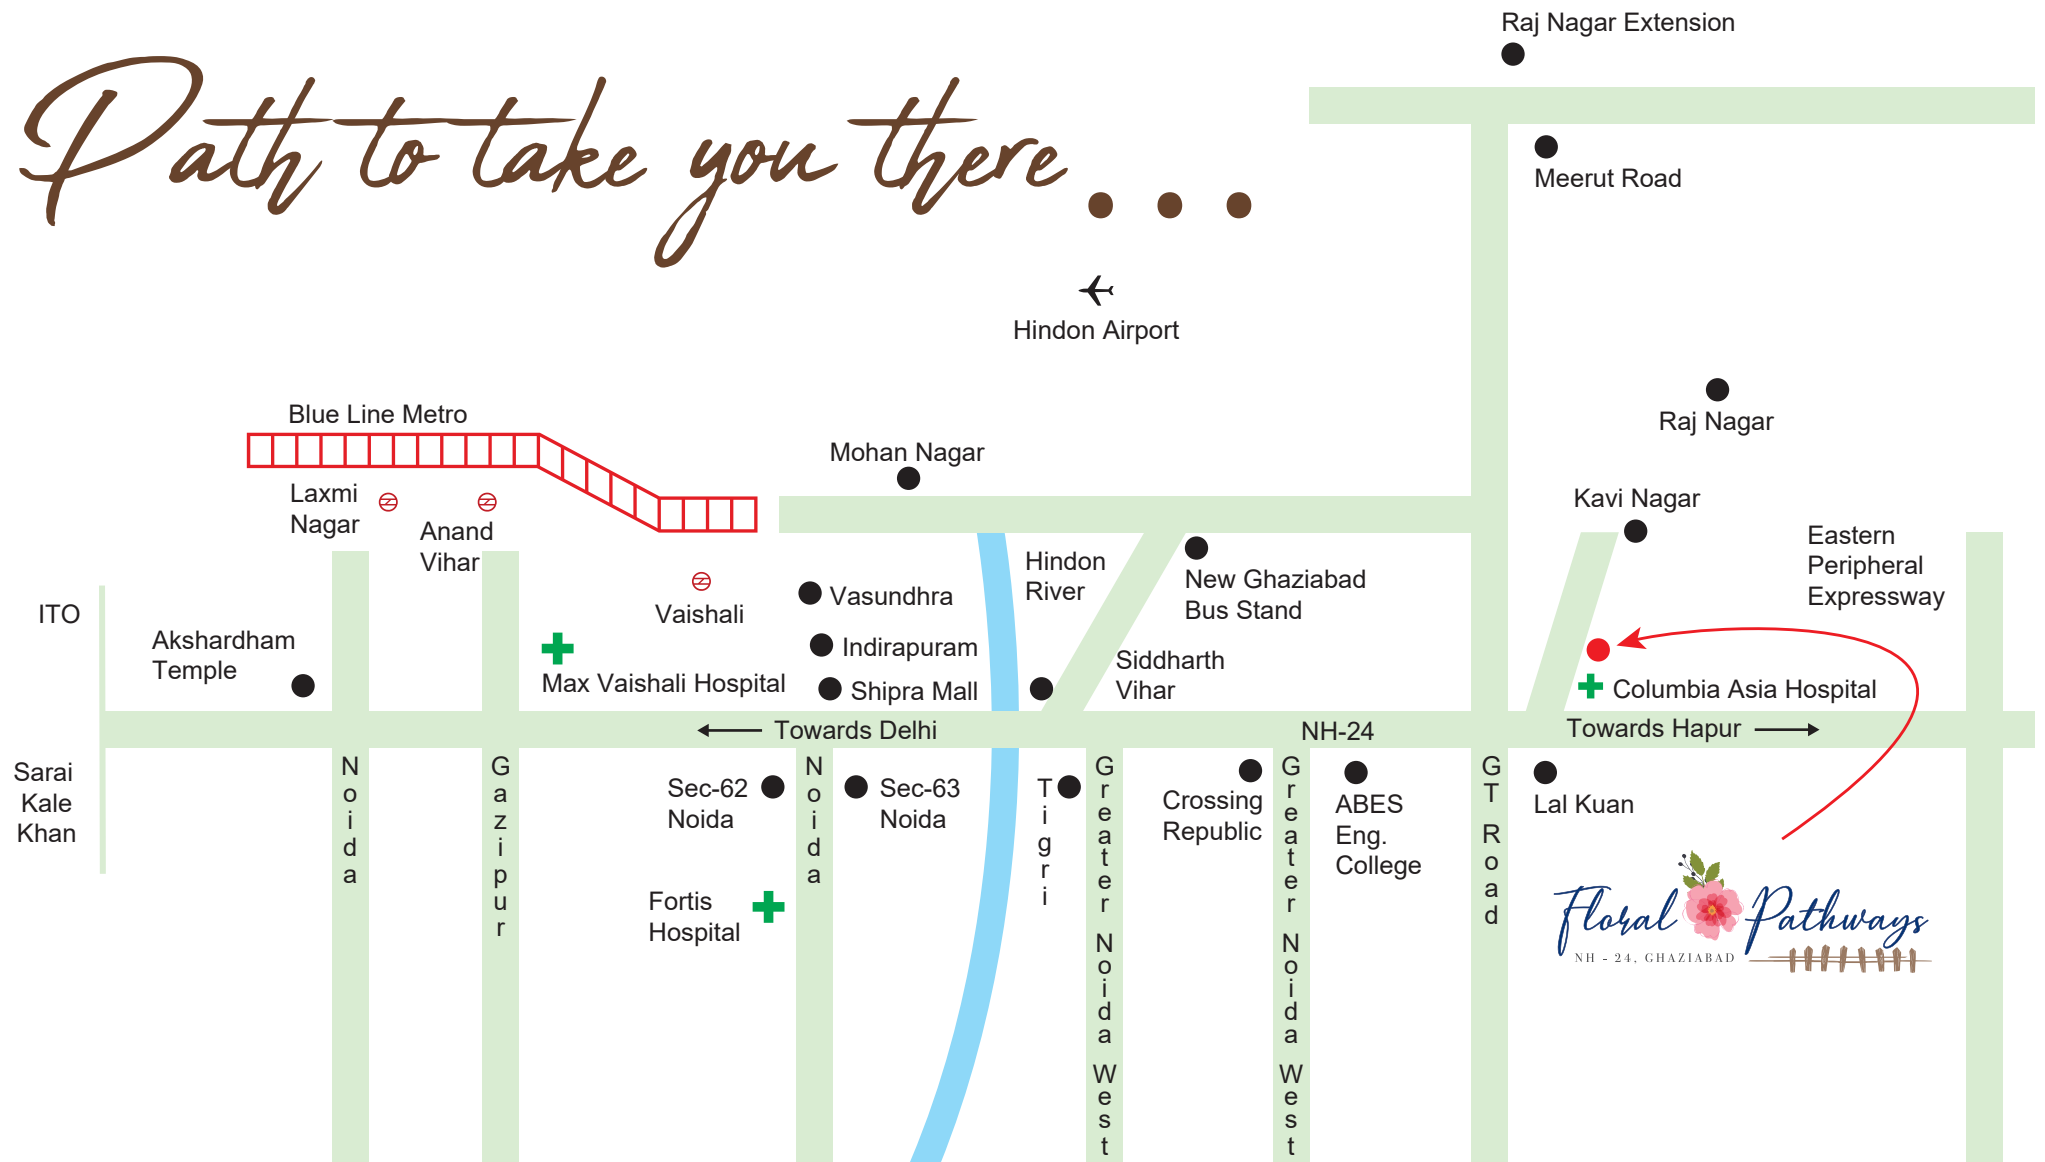 Raj Nagar Extension
Path to take you there...
Meerut Road
Hindon Airport
Raj Nagar
Blue Line Metro
Mohan Nagar
Laxmi
Nagar
Anand
Vihar
Kavi Nagar
Eastern
Peripheral
Expressway
Hindon
River
New Ghaziabad
Bus Stand
ITO
Vaishali
Vasundhra
Akshardham
Temple
Indirapuram
Siddharth
Vihar
Max Vaishali Hospital
Shipra Mall
Columbia Asia Hospital
Towards Delhi
NH-24
Towards Hapur
Sarai
Kale
Khan
Noida
Gazipur
Sec-62
Noida
Noida
Sec-63
Noida
Tigri
Greater Noida West
Crossing
Republic
Greater Noida West
ABES
Eng.
College
GT Road
Lal Kuan
Fortis
Hospital
Floral Pathways
NH - 24, GHAZIABAD